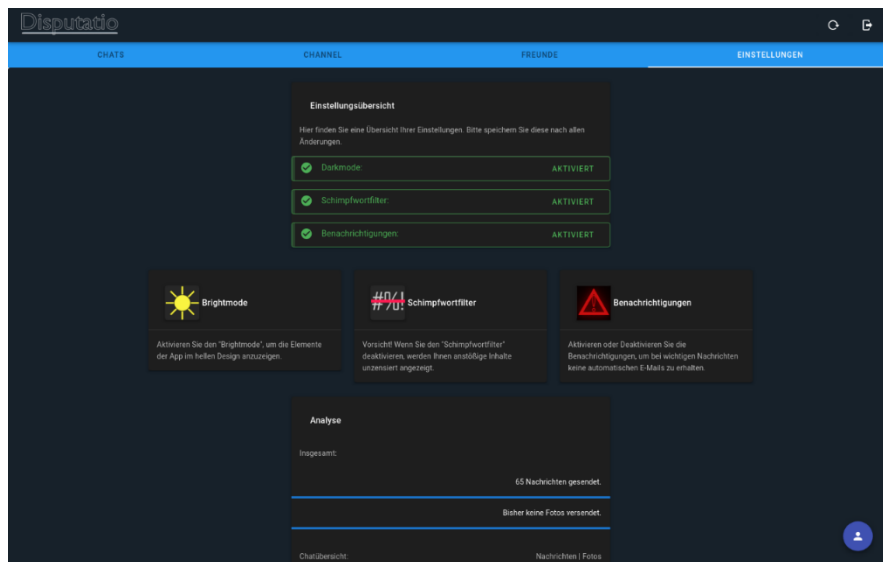 Disputatio
CHATS CHANNEL FREUNDE EINSTELLUNGEN
Einstellungsübersicht
Hier finden Sie eine Übersicht Ihrer Einstellungen. Bitte speichern Sie diese nach allen
Änderungen.
Darkmode: AKTIVIERT
Schimpfwortfilter: AKTIVIERT
Benachrichtigungen: AKTIVIERT
Brightmode
Aktivieren Sie den "Brightmode", um die Elemente
der App im hellen Design anzuzeigen.
#%!
Schimpfwortfilter
Vorsicht! Wenn Sie den "Schimpfwortfilter"
deaktivieren, werden Ihnen anstößige Inhalte
unzensiert angezeigt.
Benachrichtigungen
Aktivieren oder Deaktivieren Sie die
Benachrichtigungen, um bei wichtigen Nachrichten
keine automatischen E-Mails zu erhalten.
Analyse
Insgesamt:
65 Nachrichten gesendet.
Bisher keine Fotos versendet.
Chatübersicht: Nachrichten | Fotos